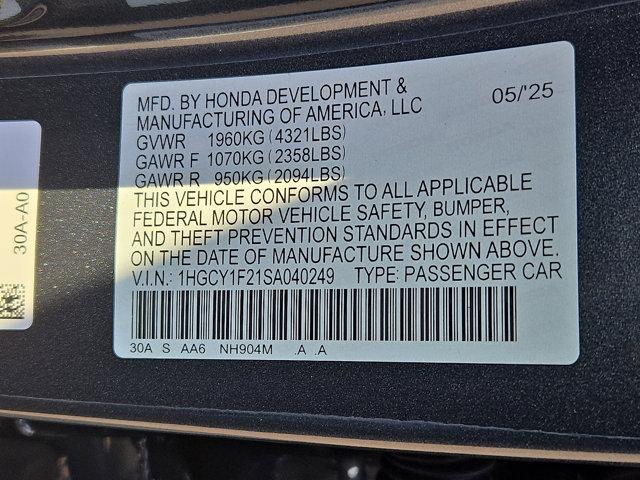 MFD. BY HONDA DEVELOPMENT & 05/'25
MANUFACTURING OF AMERICA, LLC
GVWR 1960KG (4321LBS)
GAWR F 1070KG (2358LBS)
GAWR R 950KG (2094LBS)
THIS VEHICLE CONFORMS TO ALL APPLICABLE
FEDERAL MOTOR VEHICLE SAFETY, BUMPER,
AND THEFT PREVENTION STANDARDS IN EFFECT
ON THE DATE OF MANUFACTURE SHOWN ABOVE.
V.I.N.: 1HGCY1F21SA040249 TYPE: PASSENGER CAR
30A S AA6 NH904M .A .A
30A-A0